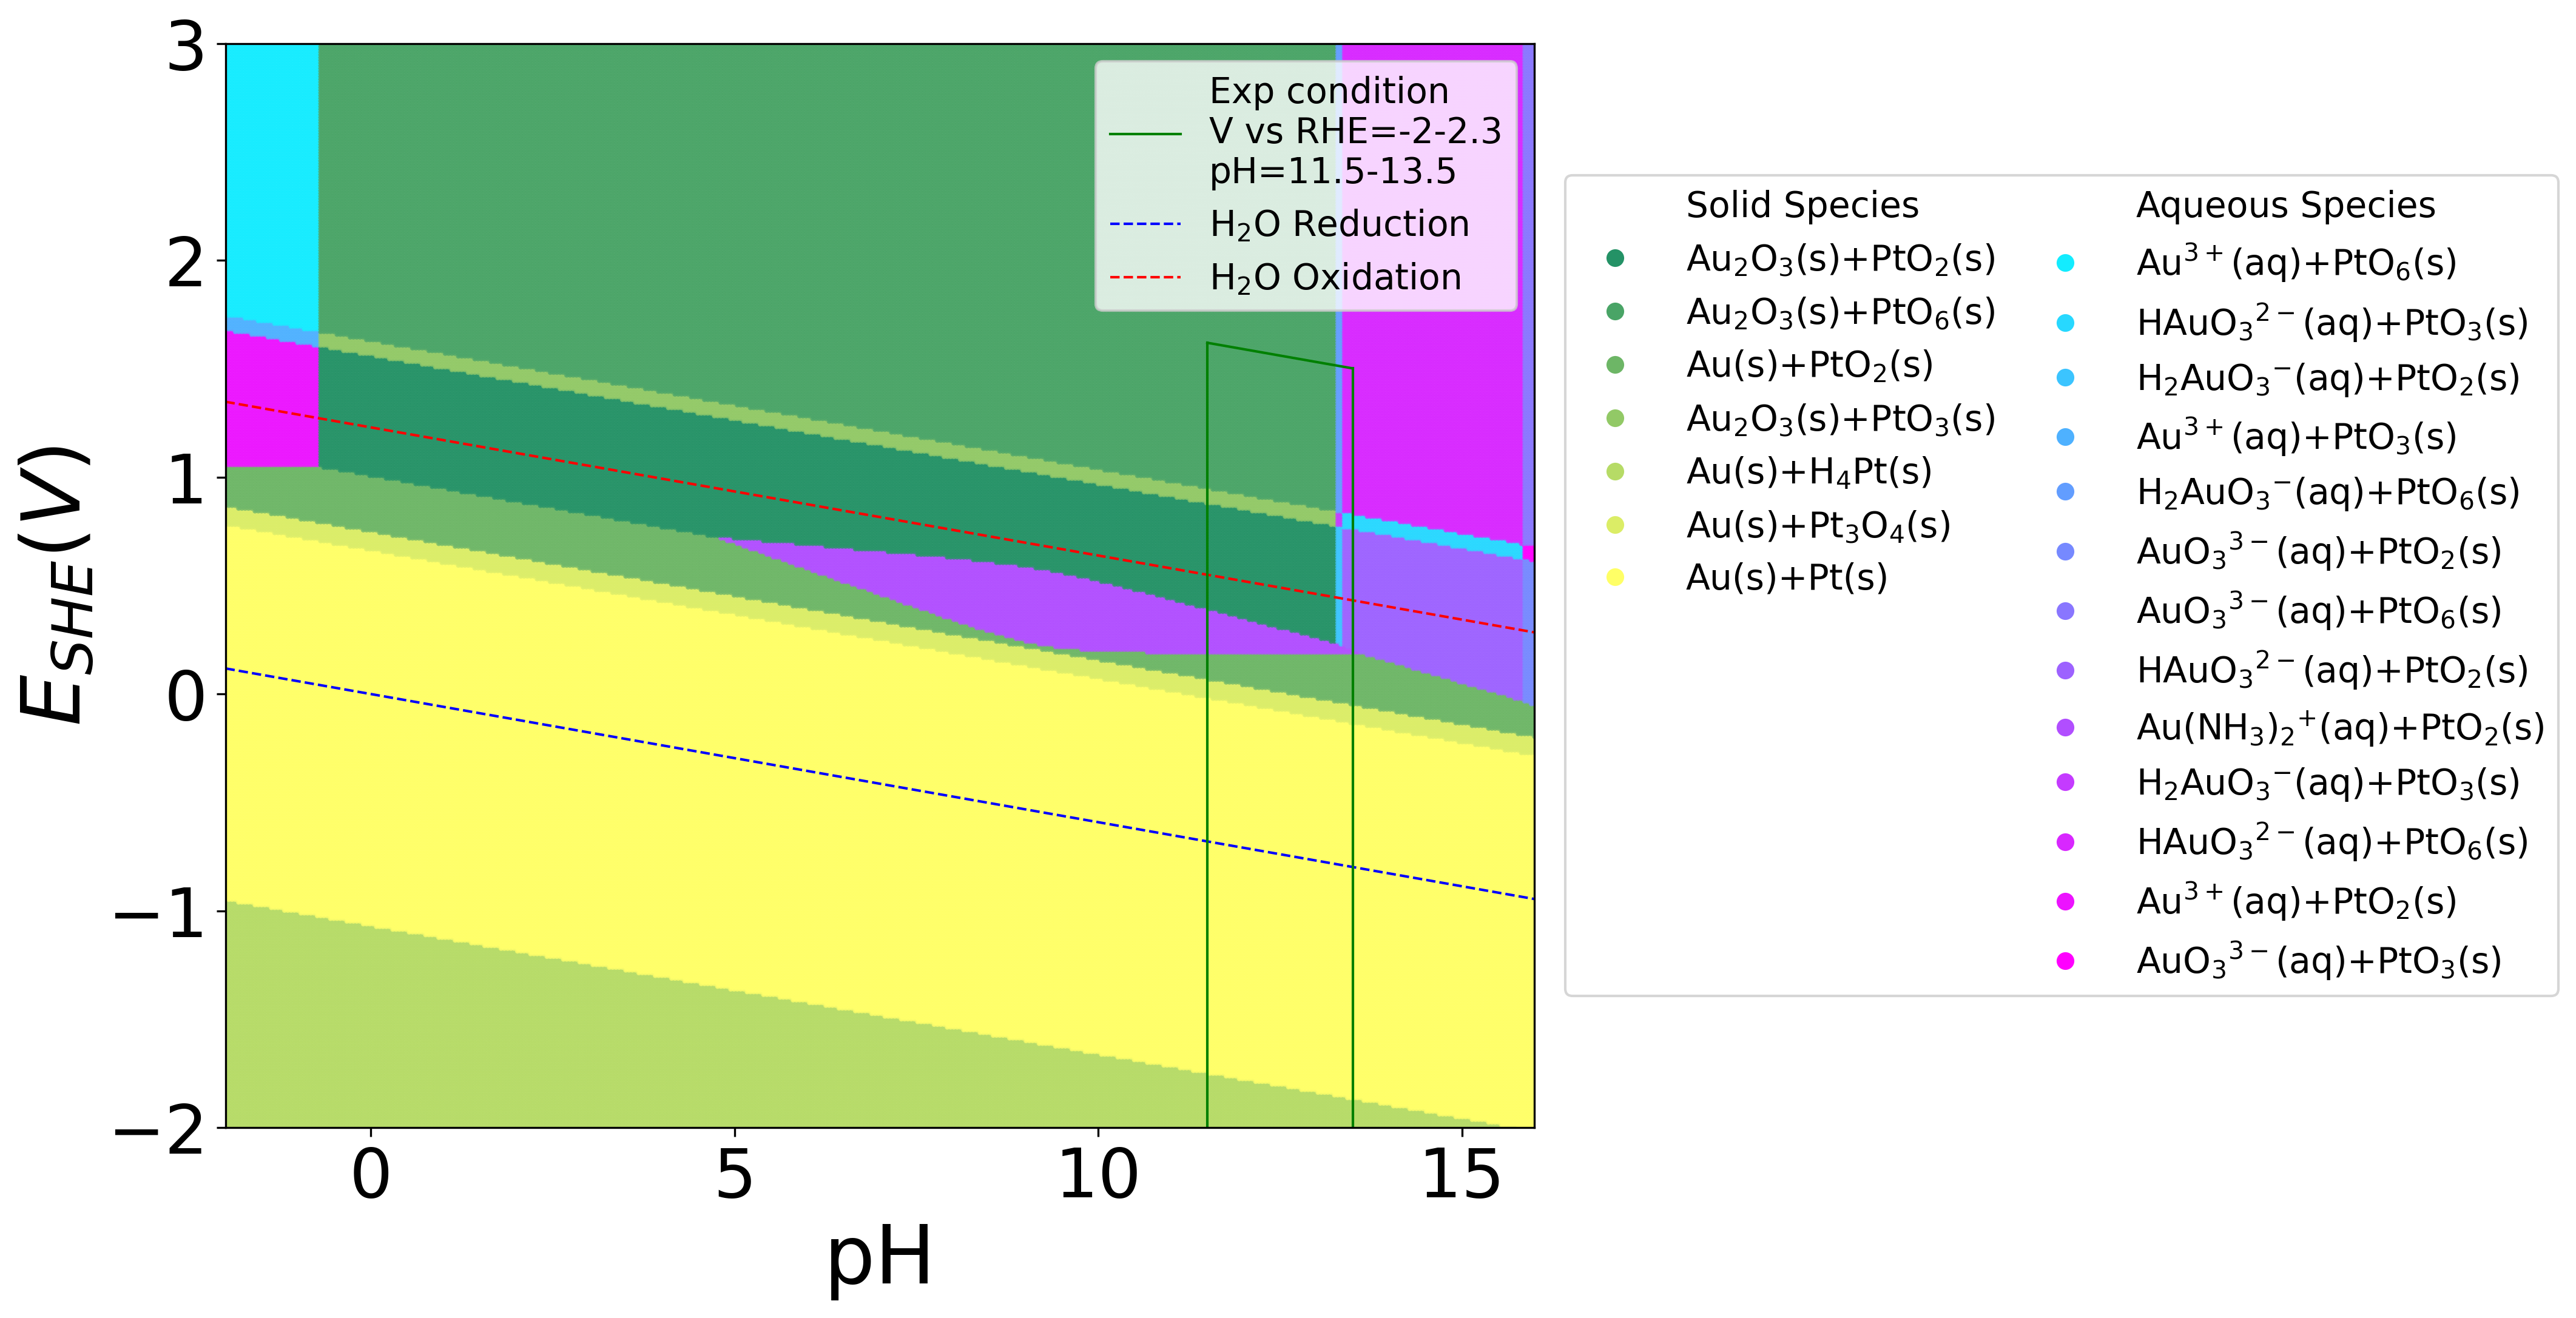 3
2
1
0
−1
−2
E_SHE(V)
0
5
10
15
pH
Exp condition
V vs RHE=-2-2.3
pH=11.5-13.5
H₂O Reduction
H₂O Oxidation
Solid Species
Au₂O₃(s)+PtO₂(s)
Au₂O₃(s)+PtO₆(s)
Au(s)+PtO₂(s)
Au₂O₃(s)+PtO₃(s)
Au(s)+H₄Pt(s)
Au(s)+Pt₃O₄(s)
Au(s)+Pt(s)
Aqueous Species
Au³⁺(aq)+PtO₆(s)
HAuO₃²⁻(aq)+PtO₃(s)
H₂AuO₃⁻(aq)+PtO₂(s)
Au³⁺(aq)+PtO₃(s)
H₂AuO₃⁻(aq)+PtO₆(s)
AuO₃³⁻(aq)+PtO₂(s)
AuO₃³⁻(aq)+PtO₆(s)
HAuO₃²⁻(aq)+PtO₂(s)
Au(NH₃)₂⁺(aq)+PtO₂(s)
H₂AuO₃⁻(aq)+PtO₃(s)
HAuO₃²⁻(aq)+PtO₆(s)
Au³⁺(aq)+PtO₂(s)
AuO₃³⁻(aq)+PtO₃(s)